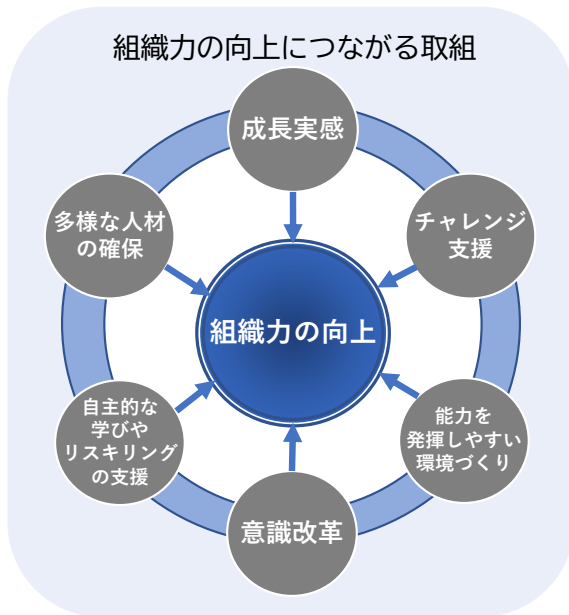 組織力の向上につながる取組
成長実感
多様な人材
の確保
チャレンジ
支援
組織力の向上
自主的な
学びや
リスキリング
の支援
能力を
発揮しやすい
環境づくり
意識改革